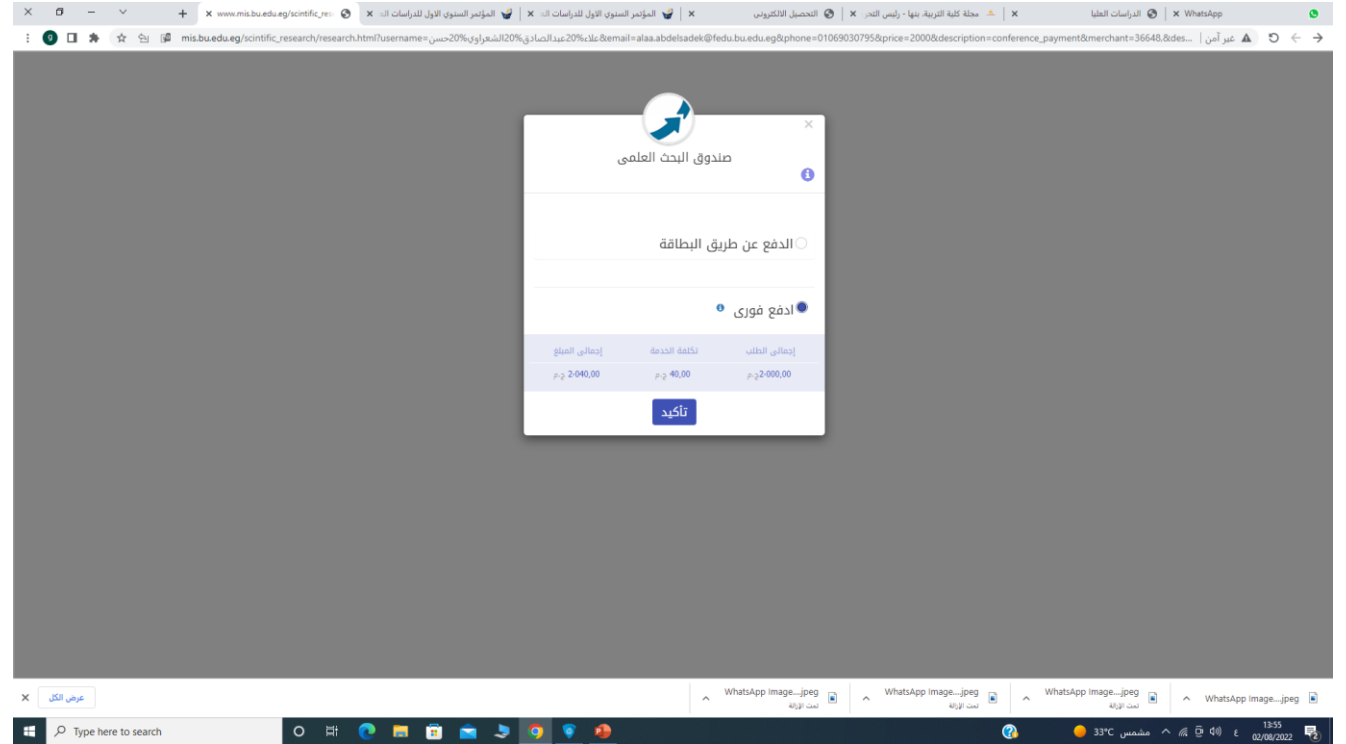 WhatsApp
الدراسات العليا
مجلة كلية التربية. بنها - رئيس التحر
التحصيل الالكتروني
المؤتمر السنوي الاول للدراسات الـ
المؤتمر السنوي الاول للدراسات الـ
www.mis.bu.edu.eg/scintific_res
mis.bu.edu.eg/scintific_research/research.html?username=علاء%20عبدالصادق%20الشعراوي%20حسن&email=alaa.abdelsadek@fedu.bu.edu.eg&phone=01069030795&price=2000&description=conference_payment&merchant=36648,&des...
غير آمن
صندوق البحث العلمى
الدفع عن طريق البطاقة
ادفع فورى
إجمالى الطلب تكلفة الخدمة إجمالى المبلغ
2٬000,00 ج.م 40,00 ج.م 2٬040,00 ج.م
تأكيد
WhatsApp Image....jpeg
WhatsApp Image....jpeg
تمت الإزالة
WhatsApp Image....jpeg
تمت الإزالة
WhatsApp Image....jpeg
تمت الإزالة
عرض الكل
Type here to search
33°C مشمس
ع
13:55
02/08/2022